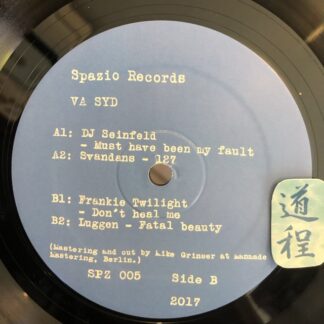 Spazio Records
VA SYD
A1: DJ Seinfeld
- Must have been my fault
A2: Svandans - 127
B1: Frankie Twilight
- Don't heal me
B2: Luggen - Fatal beauty
(Mastering and cut by Mike Grinser at Manmade
Mastering, Berlin.)
SPZ 005 Side B
2017
道程